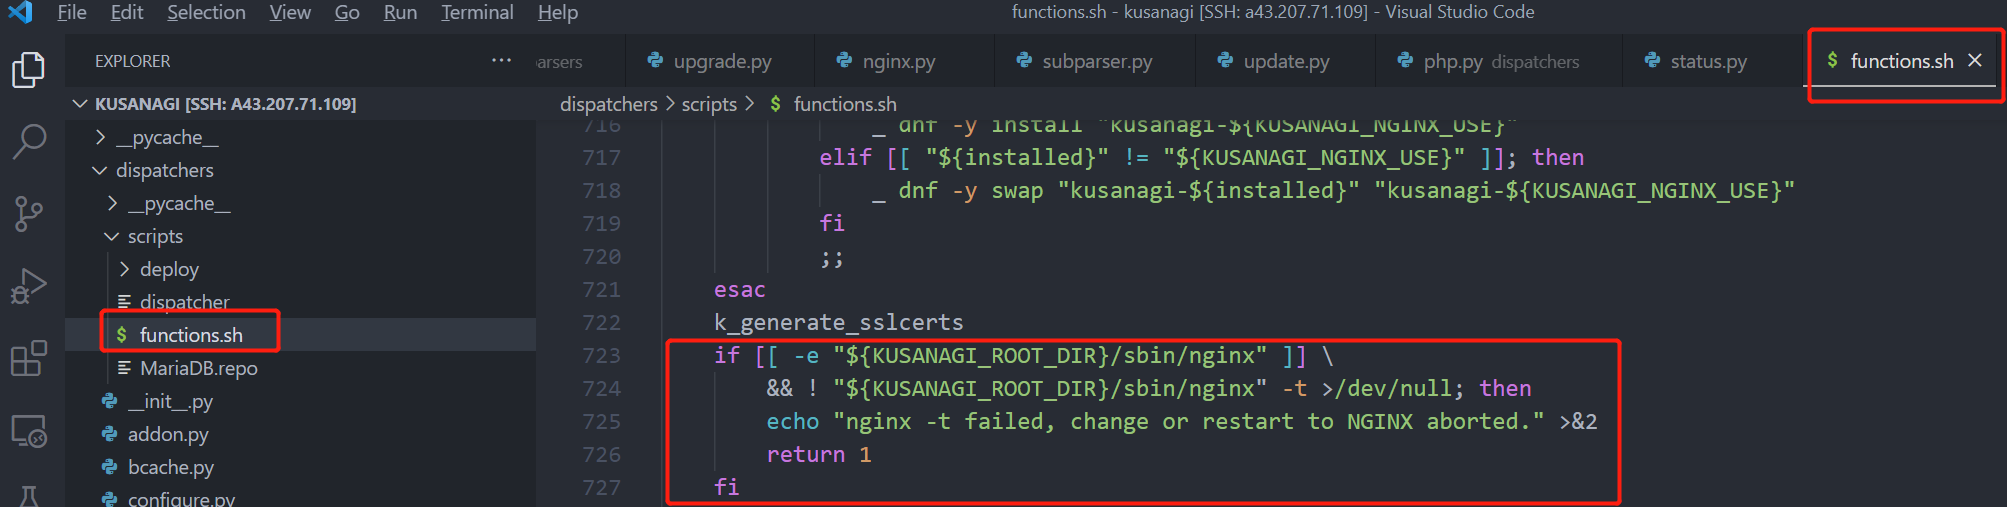 File Edit Selection View Go Run Terminal Help functions.sh - kusanagi [SSH: a43.207.71.109] - Visual Studio Code
EXPLORER ··· parsers upgrade.py nginx.py subparser.py update.py php.py dispatchers status.py $ functions.sh ×
KUSANAGI [SSH: A43.207.71.109]
dispatchers > scripts > $ functions.sh
__pycache__
dispatchers
__pycache__
scripts
deploy
dispatcher
$ functions.sh
MariaDB.repo
__init__.py
addon.py
bcache.py
configure.py
716 _ dnf -y install "kusanagi-${KUSANAGI_NGINX_USE}"
717 elif [[ "${installed}" != "${KUSANAGI_NGINX_USE}" ]]; then
718 _ dnf -y swap "kusanagi-${installed}" "kusanagi-${KUSANAGI_NGINX_USE}"
719 fi
720 ;;
721 esac
722 k_generate_sslcerts
723 if [[ -e "${KUSANAGI_ROOT_DIR}/sbin/nginx" ]] \
724 && ! "${KUSANAGI_ROOT_DIR}/sbin/nginx" -t >/dev/null; then
725 echo "nginx -t failed, change or restart to NGINX aborted." >&2
726 return 1
727 fi